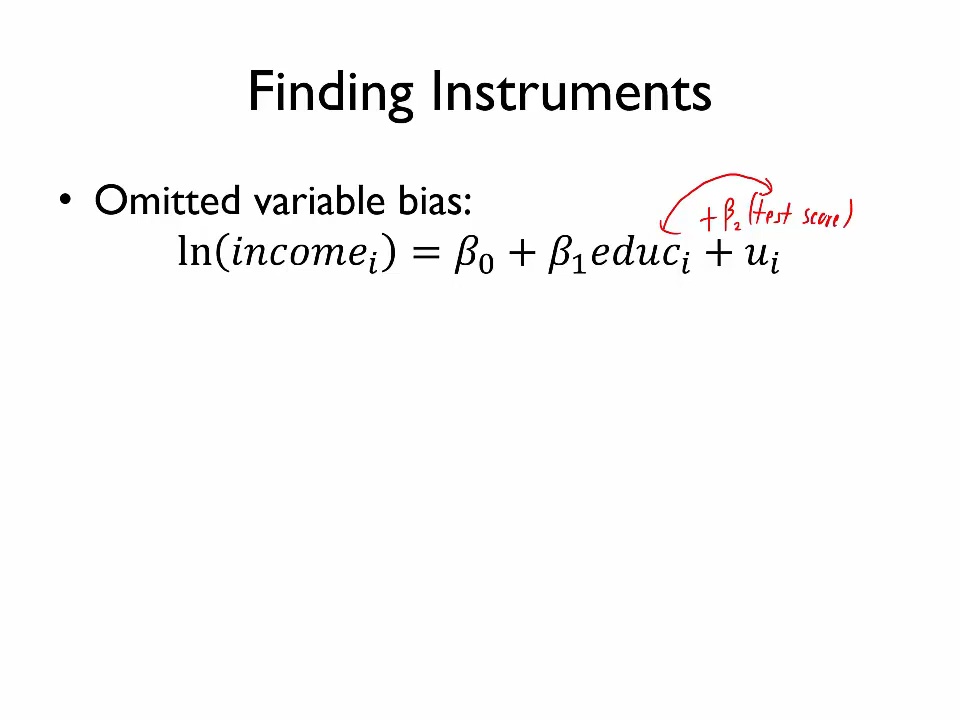 Finding Instruments
• Omitted variable bias:
+ β₂ (test score)
ln(incomeᵢ) = β₀ + β₁educᵢ + uᵢ